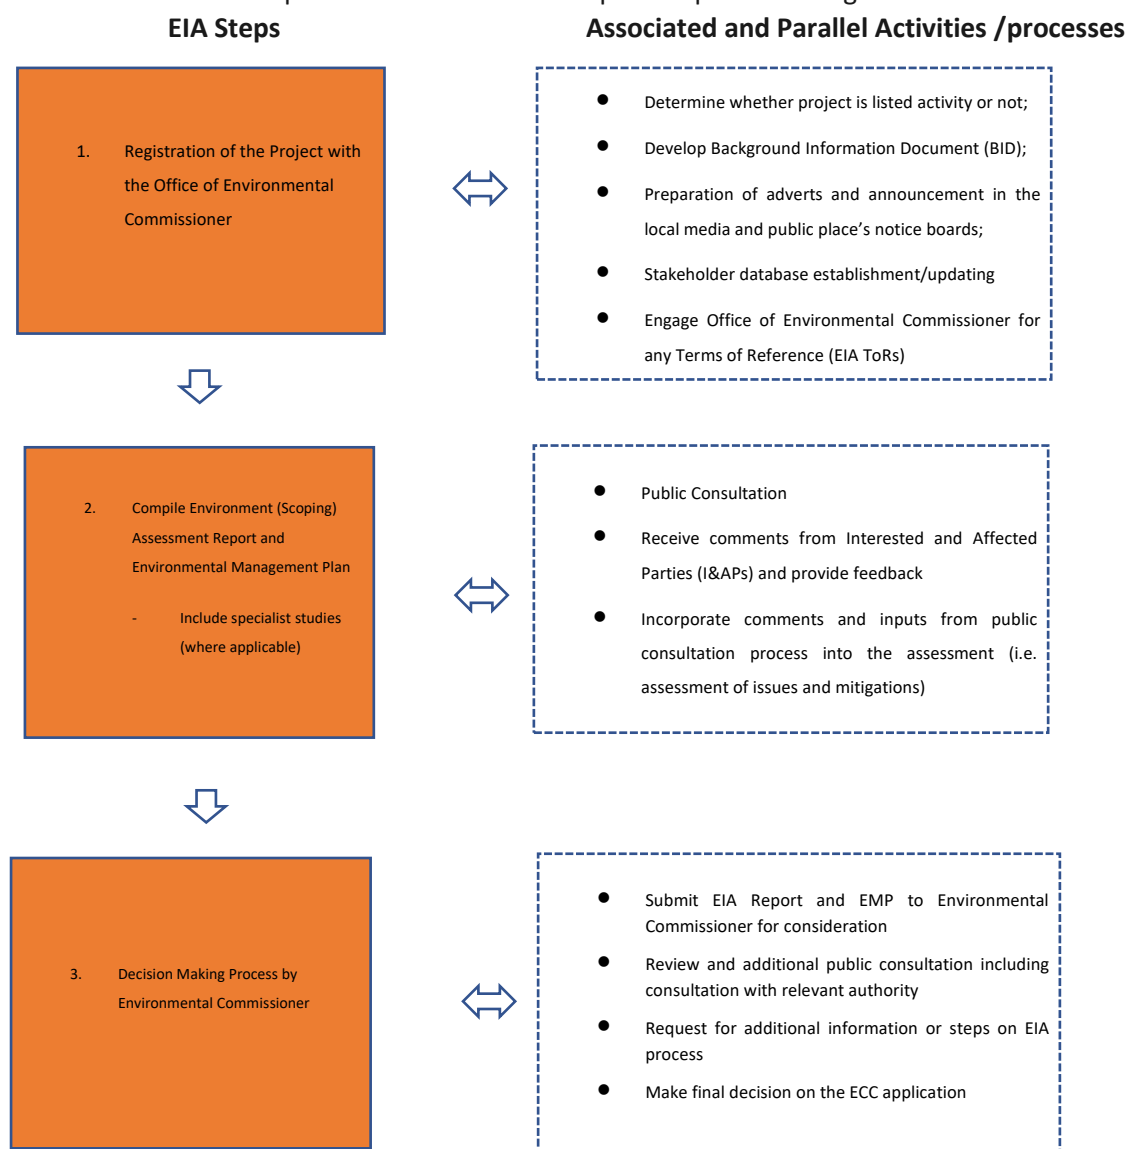 EIA Steps
Associated and Parallel Activities /processes
1. Registration of the Project with
the Office of Environmental
Commissioner
● Determine whether project is listed activity or not;
● Develop Background Information Document (BID);
● Preparation of adverts and announcement in the
local media and public place’s notice boards;
● Stakeholder database establishment/updating
● Engage Office of Environmental Commissioner for
any Terms of Reference (EIA ToRs)
2. Compile Environment (Scoping)
Assessment Report and
Environmental Management Plan
- Include specialist studies
(where applicable)
● Public Consultation
● Receive comments from Interested and Affected
Parties (I&APs) and provide feedback
● Incorporate comments and inputs from public
consultation process into the assessment (i.e.
assessment of issues and mitigations)
3. Decision Making Process by
Environmental Commissioner
● Submit EIA Report and EMP to Environmental
Commissioner for consideration
● Review and additional public consultation including
consultation with relevant authority
● Request for additional information or steps on EIA
process
● Make final decision on the ECC application